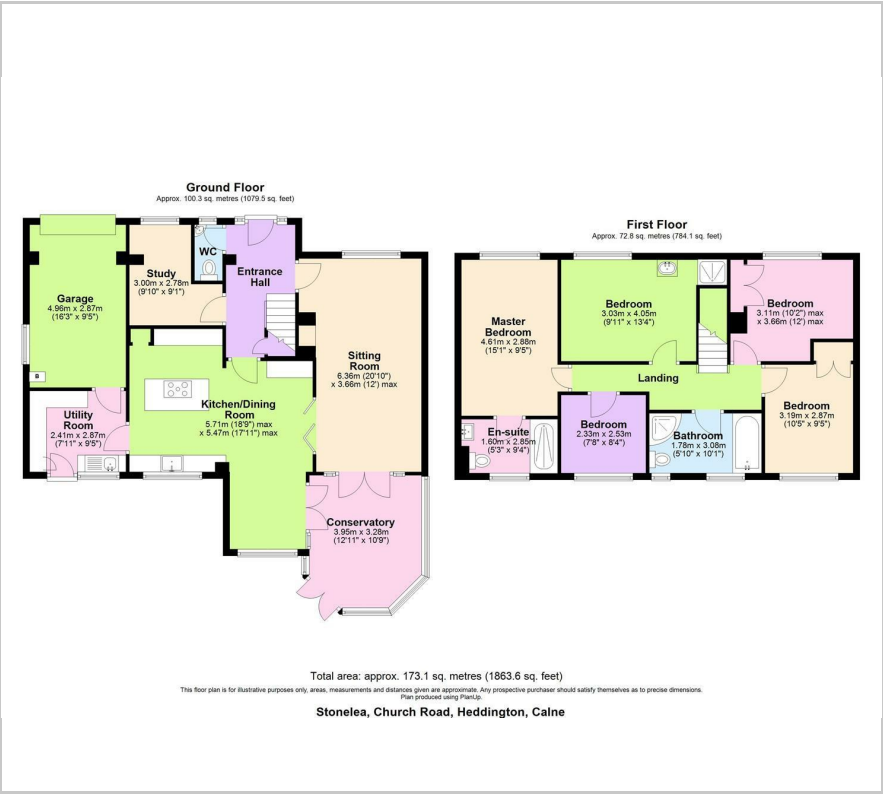 Ground Floor
Approx. 100.3 sq. metres (1079.5 sq. feet)
WC
Study
3.00m x 2.78m
(9'10" x 9'1")
Entrance
Hall
Garage
4.96m x 2.87m
(16'3" x 9'5")
Sitting
Room
6.36m (20'10")
x 3.66m (12') max
Kitchen/Dining
Room
5.71m (18'9") max
x 5.47m (17'11") max
Utility
Room
2.41m x 2.87m
(7'11" x 9'5")
B
Conservatory
3.95m x 3.28m
(12'11" x 10'9")
First Floor
Approx. 72.8 sq. metres (784.1 sq. feet)
Master
Bedroom
4.61m x 2.88m
(15'1" x 9'5")
Bedroom
3.03m x 4.05m
(9'11" x 13'4")
Bedroom
3.11m (10'2") max
x 3.66m (12') max
Landing
Bedroom
3.19m x 2.87m
(10'5" x 9'5")
En-suite
1.60m x 2.85m
(5'3" x 9'4")
Bedroom
2.33m x 2.53m
(7'8" x 8'4")
Bathroom
1.78m x 3.08m
(5'10" x 10'1")
Total area: approx. 173.1 sq. metres (1863.6 sq. feet)
This floor plan is for illustrative purposes only, areas, measurements and distances given are approximate. Any prospective purchaser should satisfy themselves as to precise dimensions.
Plan produced using PlanUp.
Stonelea, Church Road, Heddington, Calne